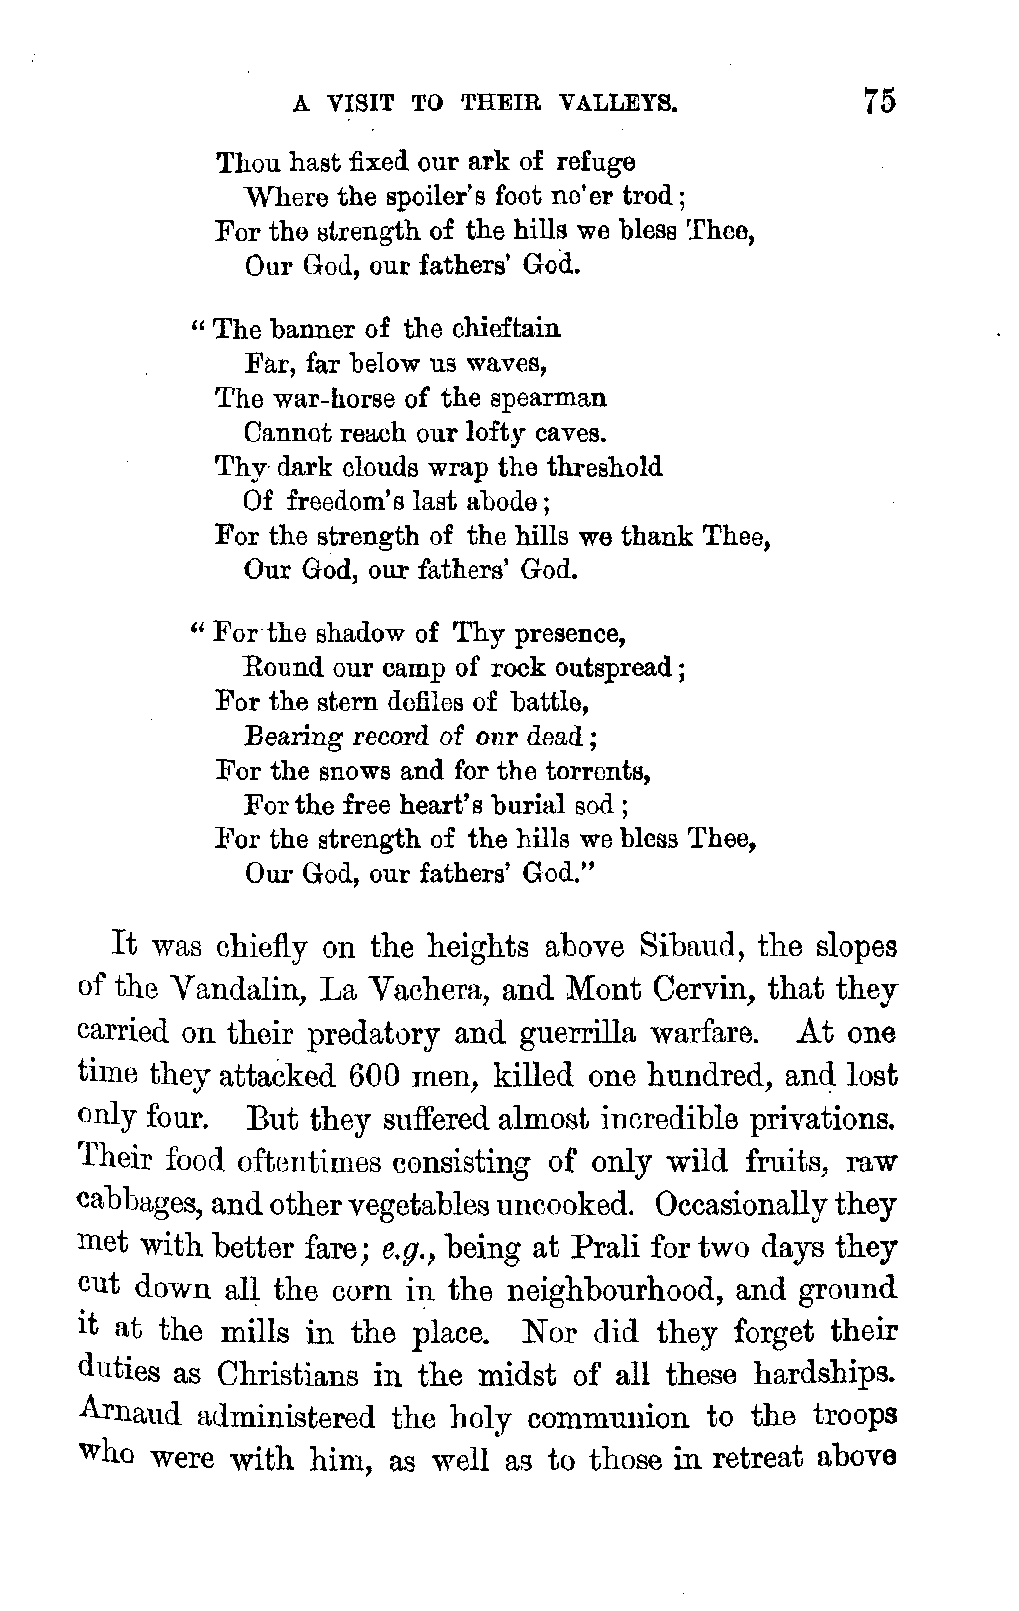 A VISIT TO THEIR VALLEYS. 75
Thou hast fixed our ark of refuge
Where the spoiler's foot ne'er trod;
For the strength of the hills we bless Thee,
Our God, our fathers' God.
“ The banner of the chieftain
Far, far below us waves,
The war-horse of the spearman
Cannot reach our lofty caves.
Thy dark clouds wrap the threshold
Of freedom's last abode;
For the strength of the hills we thank Thee,
Our God, our fathers' God.
“ For the shadow of Thy presence,
Round our camp of rock outspread;
For the stern defiles of battle,
Bearing record of our dead;
For the snows and for the torrents,
For the free heart's burial sod;
For the strength of the hills we bless Thee,
Our God, our fathers' God.”
It was chiefly on the heights above Sibaud, the slopes
of the Vandalin, La Vachera, and Mont Cervin, that they
carried on their predatory and guerrilla warfare. At one
time they attacked 600 men, killed one hundred, and lost
only four. But they suffered almost incredible privations.
Their food oftentimes consisting of only wild fruits, raw
cabbages, and other vegetables uncooked. Occasionally they
met with better fare; e.g., being at Prali for two days they
cut down all the corn in the neighbourhood, and ground
it at the mills in the place. Nor did they forget their
duties as Christians in the midst of all these hardships.
Arnaud administered the holy communion to the troops
who were with him, as well as to those in retreat above